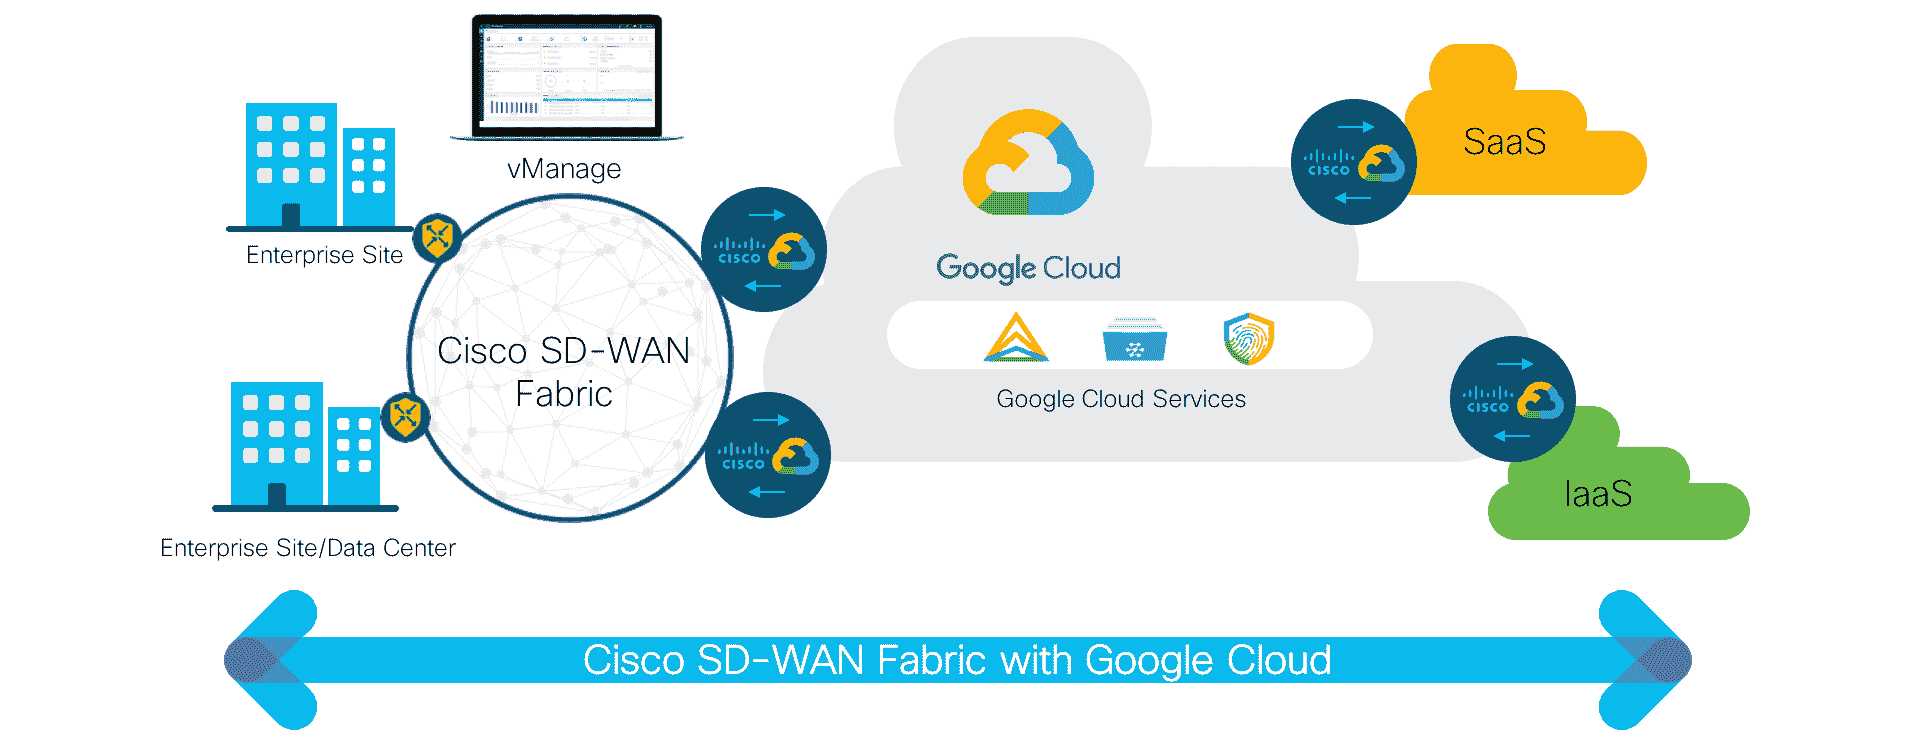 vManage
Enterprise Site
Cisco SD-WAN
Fabric
Enterprise Site/Data Center
CISCO
CISCO
Google Cloud
Google Cloud Services
CISCO
SaaS
CISCO
IaaS
Cisco SD-WAN Fabric with Google Cloud